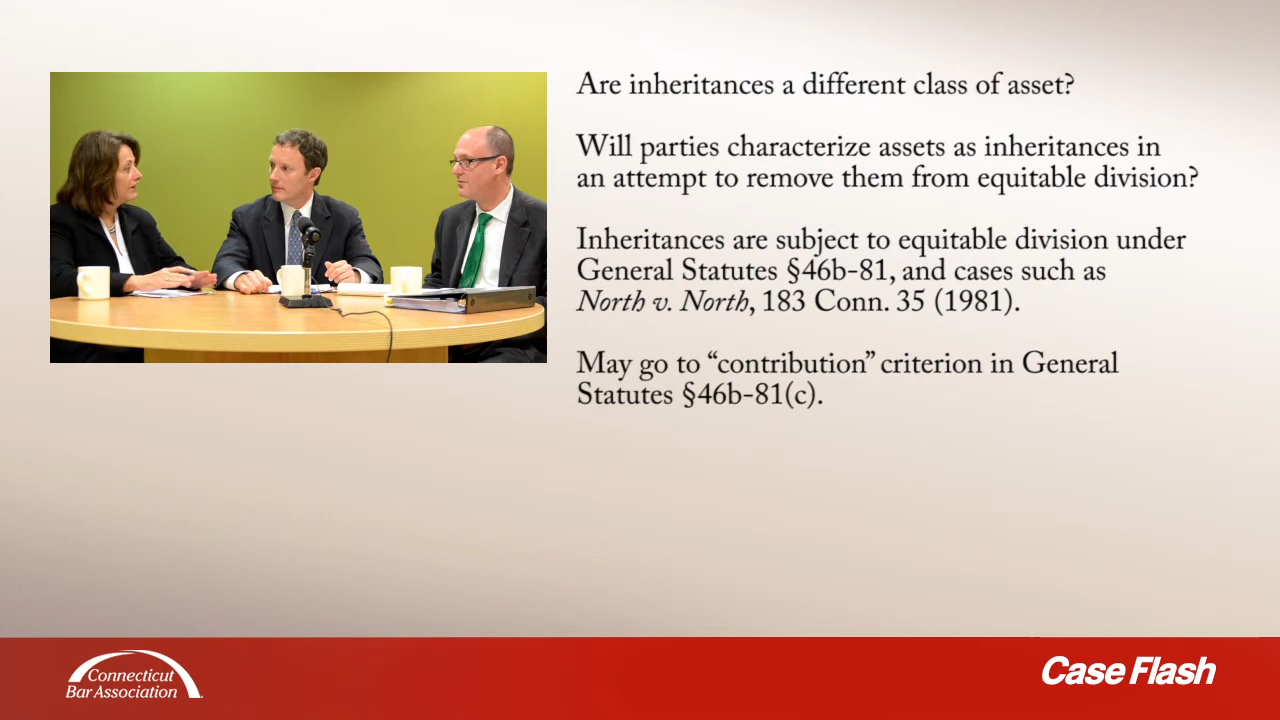 Are inheritances a different class of asset?
Will parties characterize assets as inheritances in
an attempt to remove them from equitable division?
Inheritances are subject to equitable division under
General Statutes §46b-81, and cases such as
North v. North, 183 Conn. 35 (1981).
May go to “contribution” criterion in General
Statutes §46b-81(c).
Connecticut
Bar Association
Case Flash